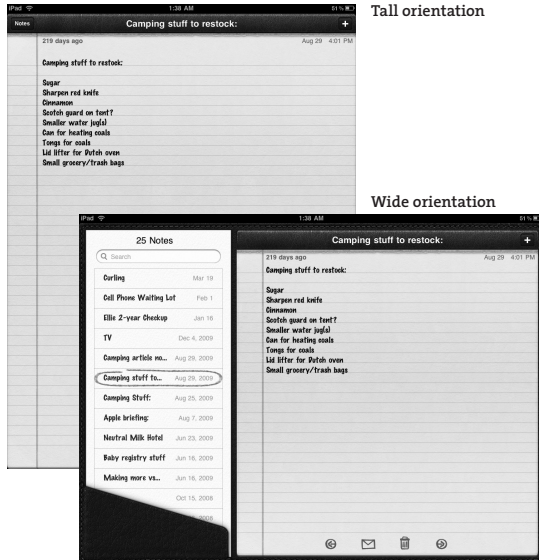 Tall orientation
iPad 1:38 AM 51%
Notes Camping stuff to restock: +
219 days ago Aug 29 4:01 PM
Camping stuff to restock:
Sugar
Sharpen red knife
Cinnamon
Scotch guard on tent?
Smaller water jug(s)
Can for heating coals
Tongs for coals
Lid lifter for Dutch oven
Small grocery/trash bags
Wide orientation
iPad 1:38 AM 51%
25 Notes
Search
Curling Mar 19
Cell Phone Waiting Lot Feb 1
Ellie 2-year Checkup Jan 16
TV Dec 4, 2009
Camping article no... Aug 29, 2009
Camping stuff to... Aug 29, 2009
Camping Stuff: Aug 25, 2009
Apple briefing: Aug 7, 2009
Neutral Milk Hotel Jun 23, 2009
Baby registry stuff Jun 16, 2009
Making more vs... Jun 16, 2009
Oct 15, 2008
2008
Camping stuff to restock: +
219 days ago Aug 29 4:01 PM
Camping stuff to restock:
Sugar
Sharpen red knife
Cinnamon
Scotch guard on tent?
Smaller water jug(s)
Can for heating coals
Tongs for coals
Lid lifter for Dutch oven
Small grocery/trash bags